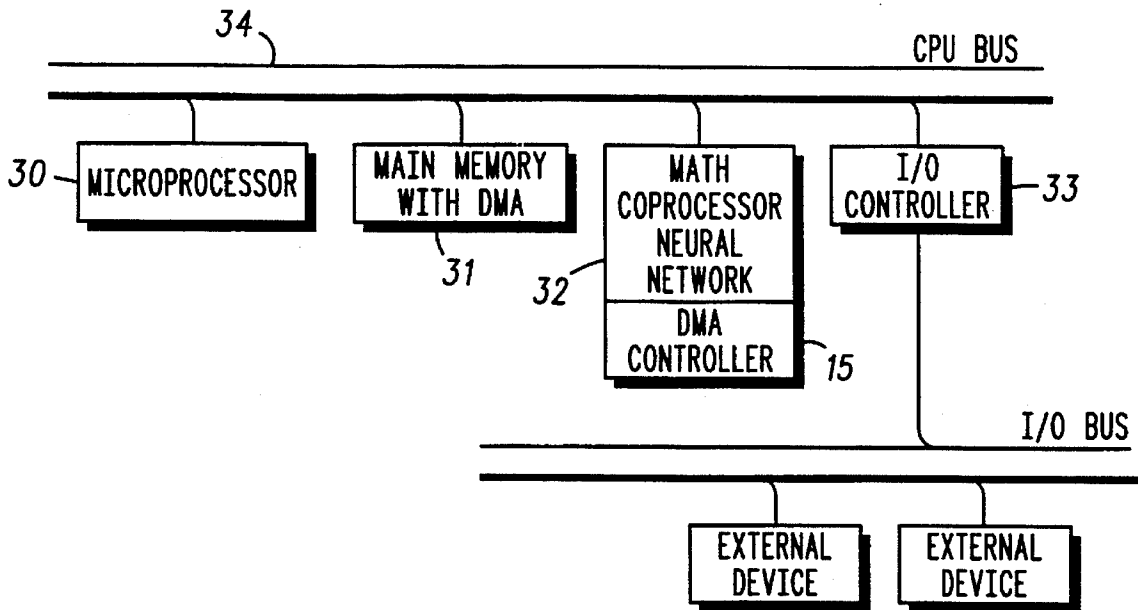 34
CPU BUS
30
MICROPROCESSOR
MAIN MEMORY
WITH DMA
31
MATH
COPROCESSOR
NEURAL
NETWORK
32
DMA
CONTROLLER
15
I/O
CONTROLLER
33
I/O BUS
EXTERNAL
DEVICE
EXTERNAL
DEVICE